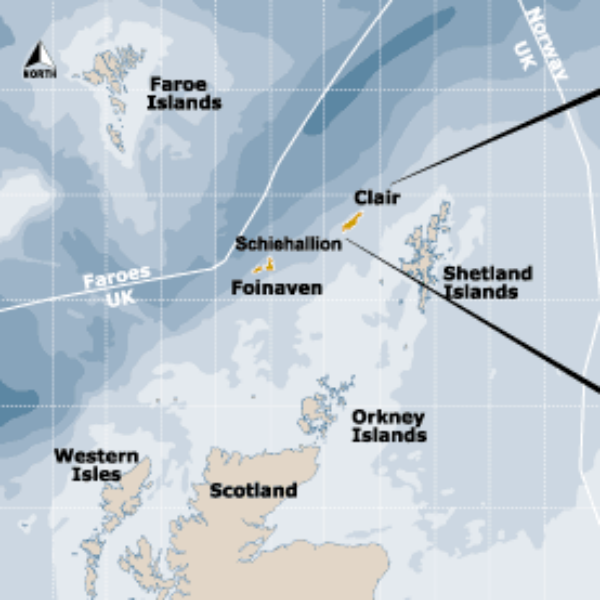 Norway
UK
NORTH
Faroe
Islands
Clair
Schiehallion
Faroes
UK
Foinaven
Shetland
Islands
Orkney
Islands
Western
Isles
Scotland